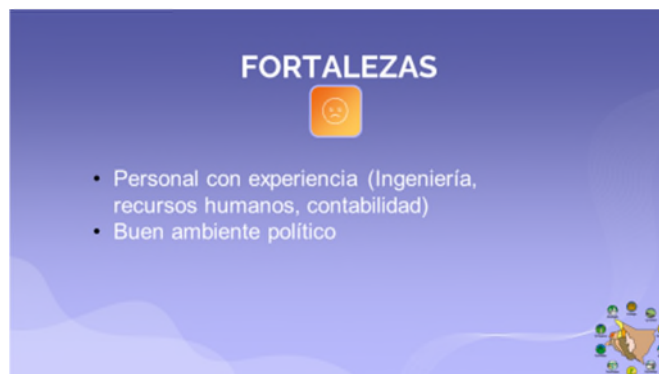 FORTALEZAS
• Personal con experiencia (Ingeniería,
recursos humanos, contabilidad)
• Buen ambiente político